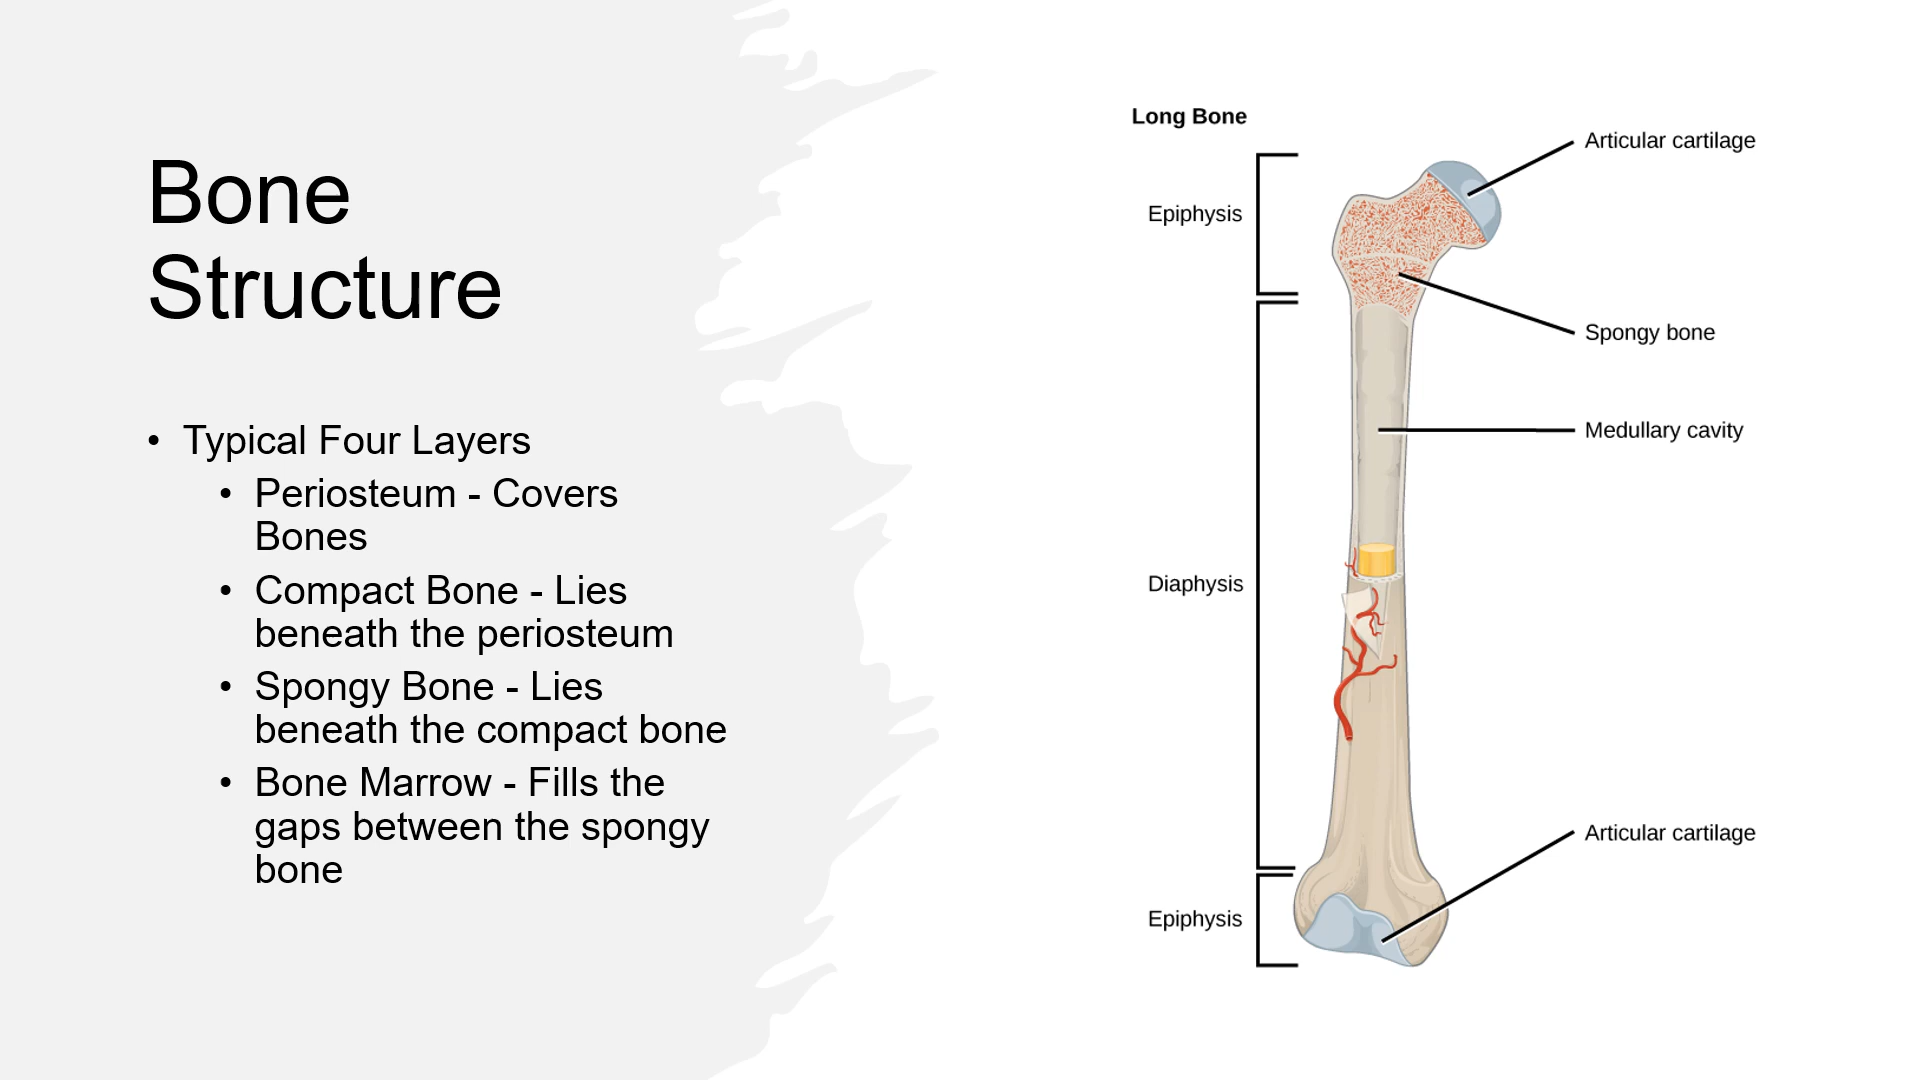 Bone
Structure
• Typical Four Layers
• Periosteum - Covers
Bones
• Compact Bone - Lies
beneath the periosteum
• Spongy Bone - Lies
beneath the compact bone
• Bone Marrow - Fills the
gaps between the spongy
bone
Long Bone
Articular cartilage
Epiphysis
Spongy bone
Medullary cavity
Diaphysis
Articular cartilage
Epiphysis